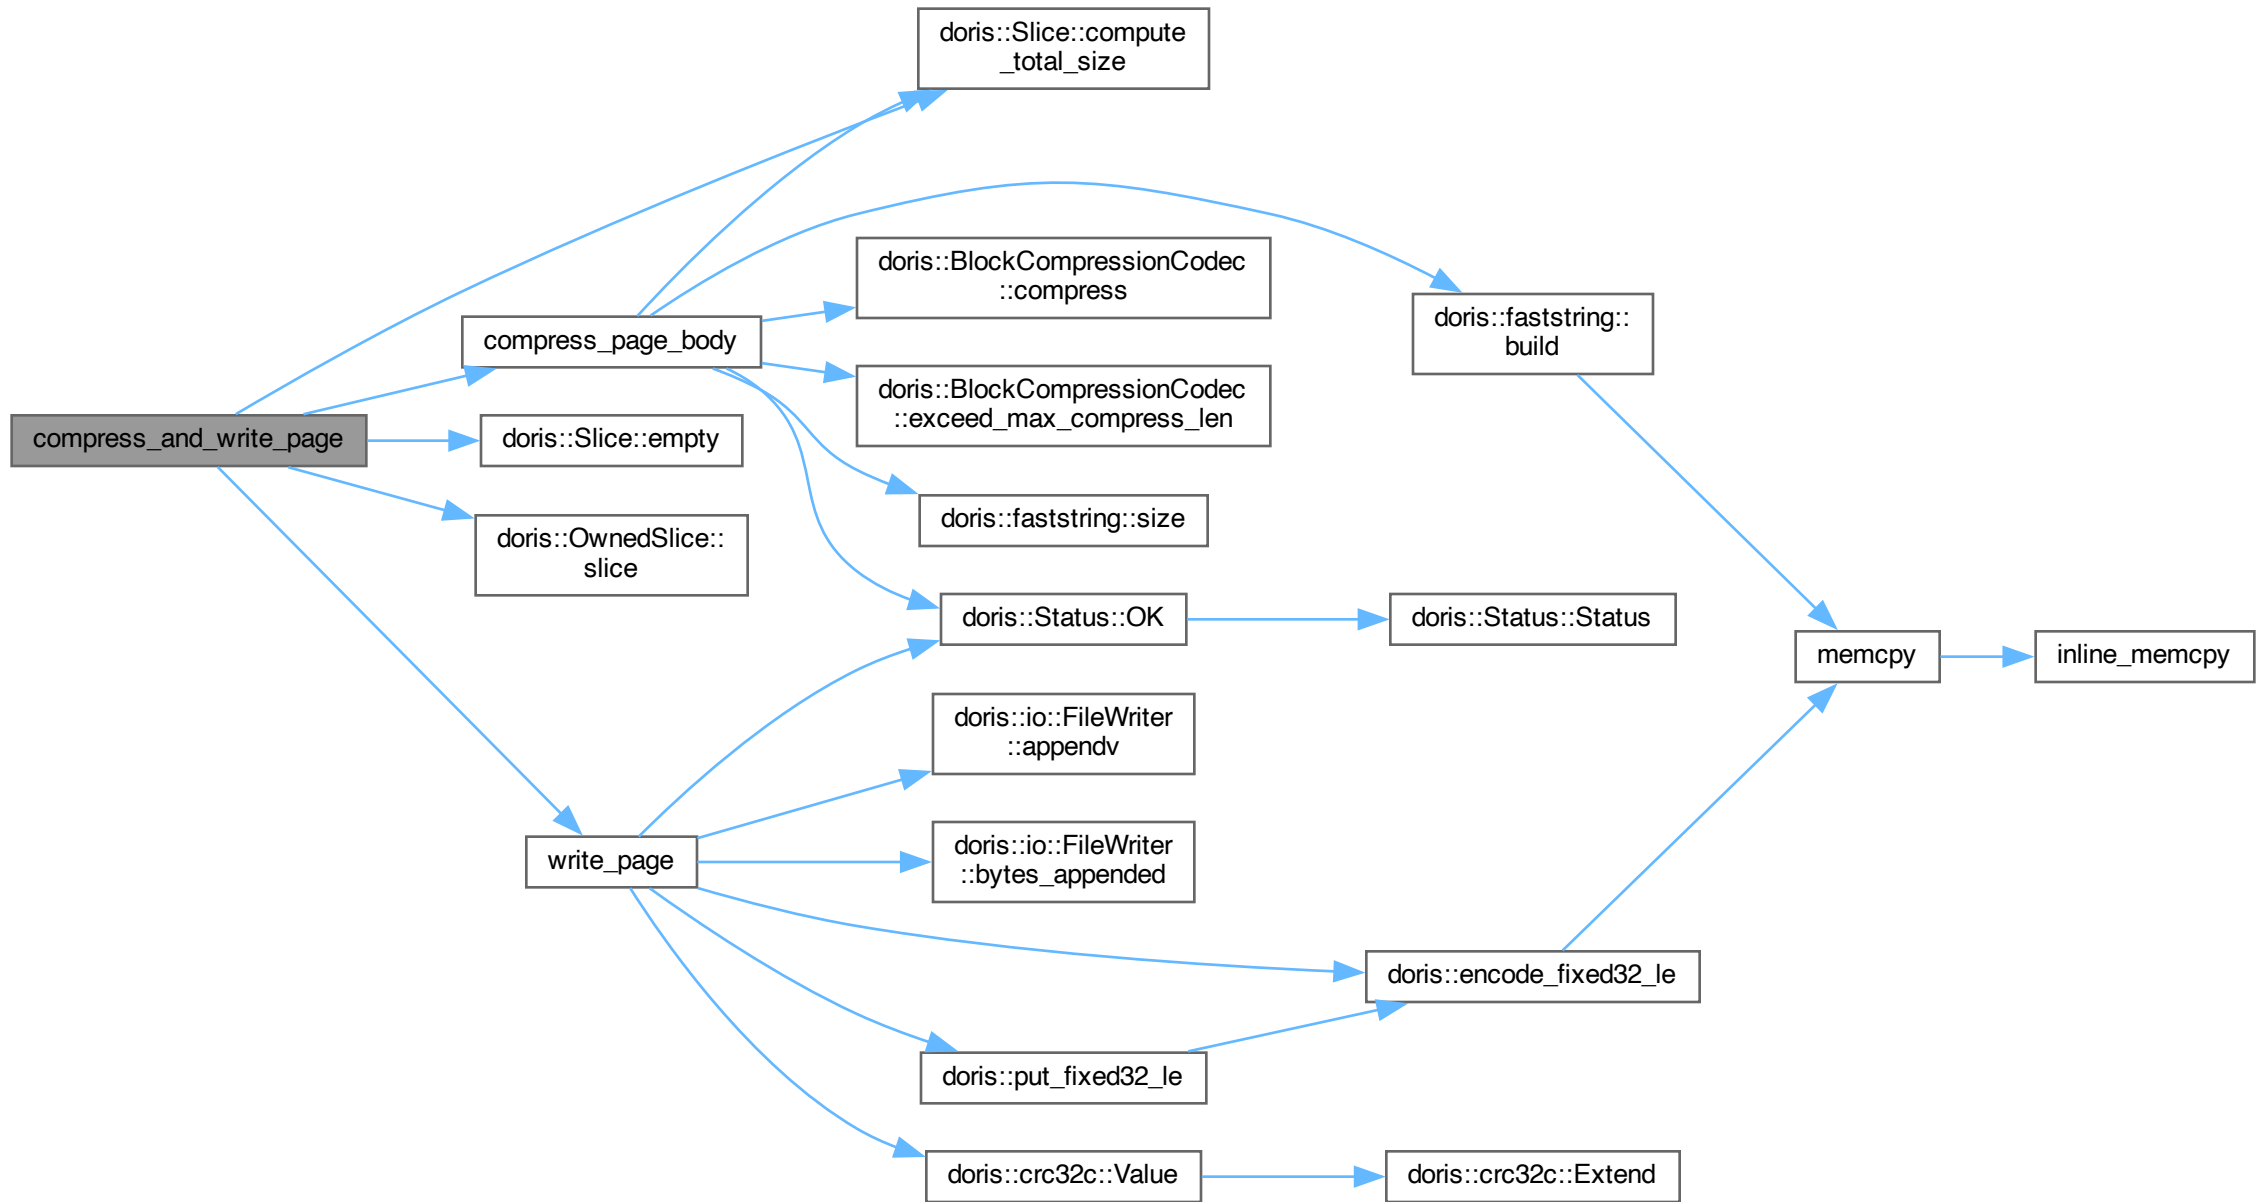 doris::Slice::compute
_total_size
doris::BlockCompressionCodec
::compress
doris::faststring::
build
compress_page_body
doris::BlockCompressionCodec
::exceed_max_compress_len
compress_and_write_page
doris::Slice::empty
doris::faststring::size
doris::OwnedSlice::
slice
doris::Status::OK
doris::Status::Status
memcpy
inline_memcpy
doris::io::FileWriter
::appendv
write_page
doris::io::FileWriter
::bytes_appended
doris::encode_fixed32_le
doris::put_fixed32_le
doris::crc32c::Value
doris::crc32c::Extend